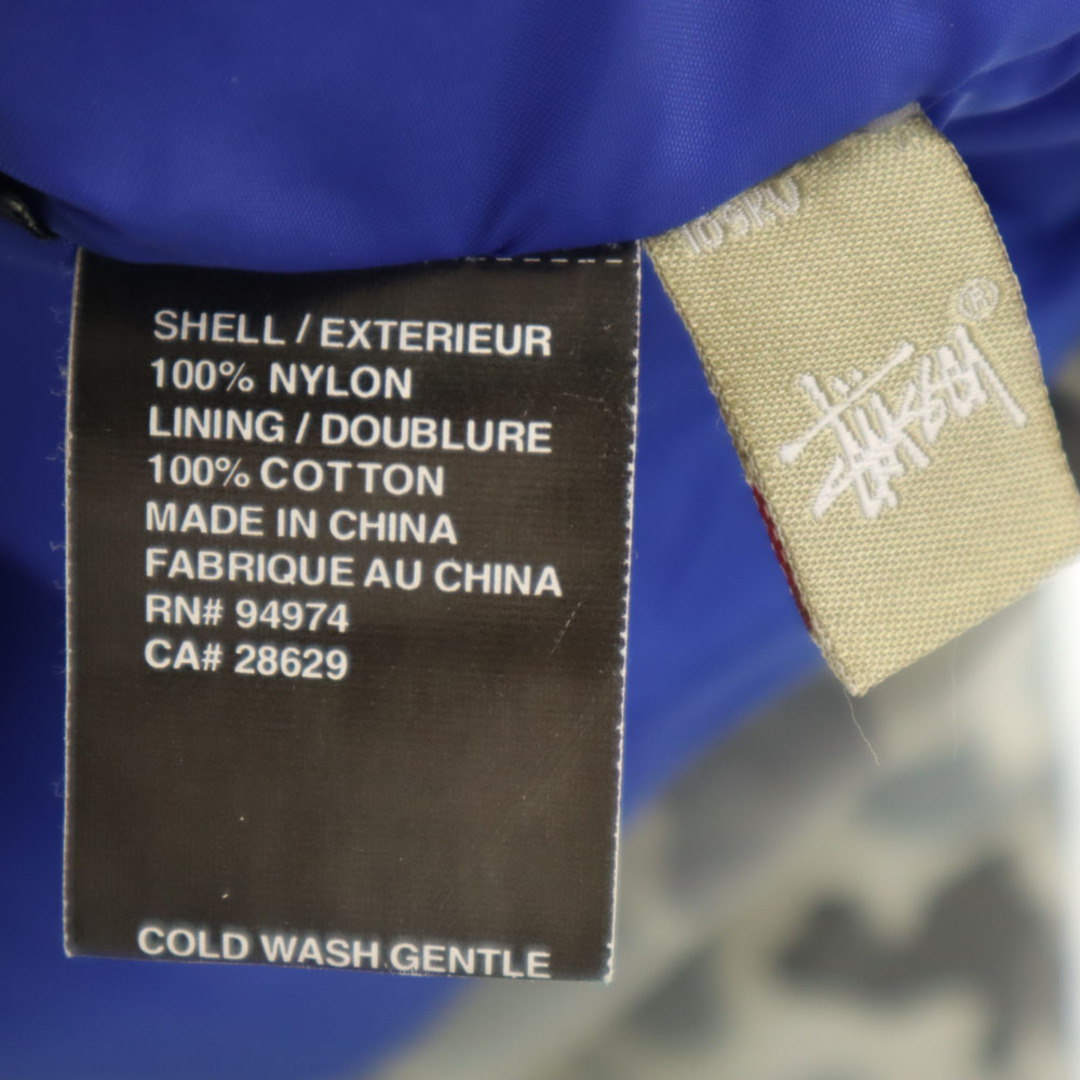 SHELL / EXTERIEUR
100% NYLON
LINING / DOUBLURE
100% COTTON
MADE IN CHINA
FABRIQUE AU CHINA
RN# 94974
CA# 28629
COLD WASH GENTLE
Stüssy ®